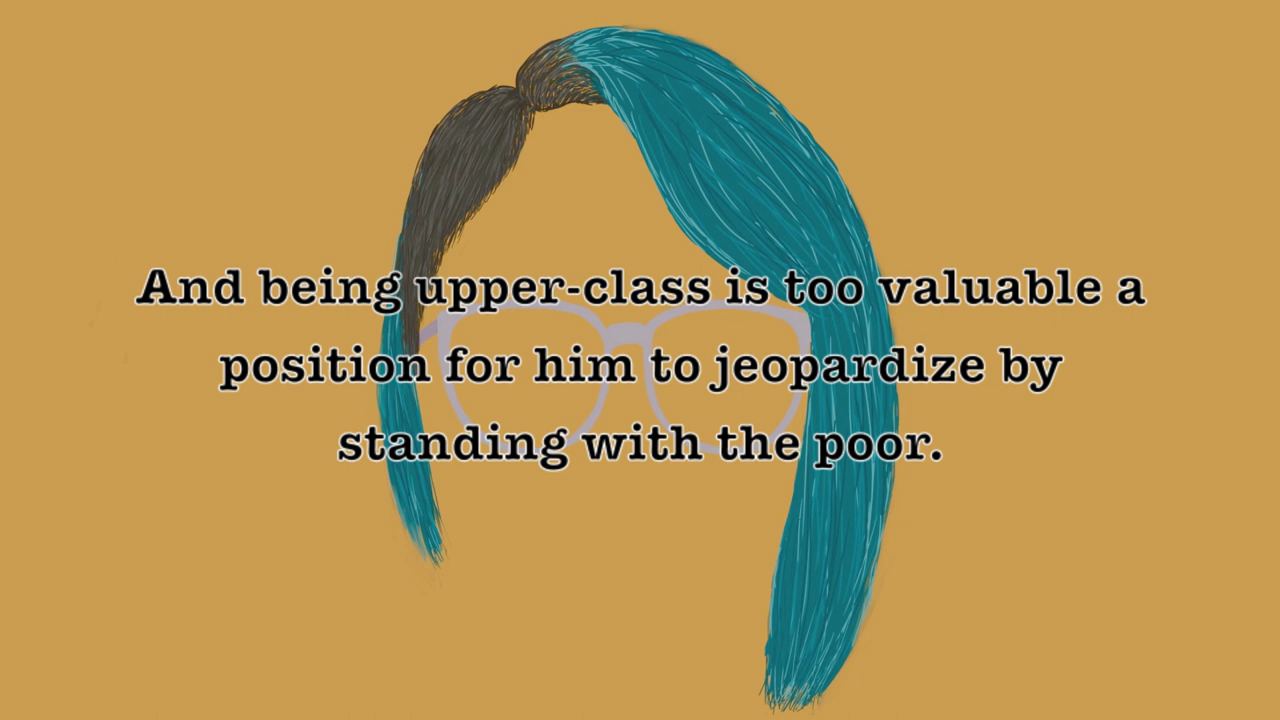 And being upper-class is too valuable a
position for him to jeopardize by
standing with the poor.